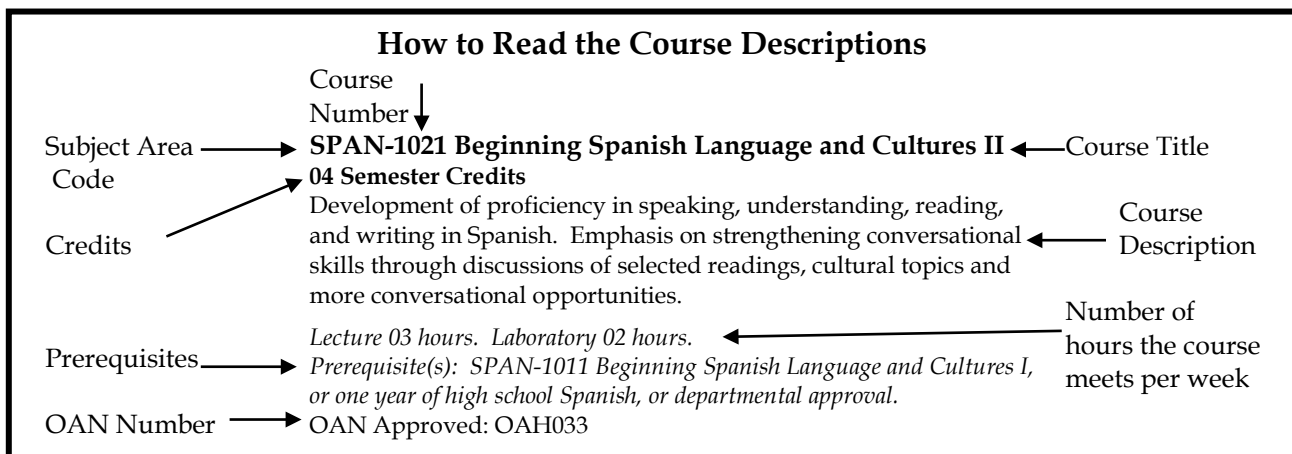 How to Read the Course Descriptions
Course
Number
Subject Area
Code
SPAN-1021 Beginning Spanish Language and Cultures II
Course Title
04 Semester Credits
Credits
Development of proficiency in speaking, understanding, reading,
and writing in Spanish.  Emphasis on strengthening conversational
skills through discussions of selected readings, cultural topics and
more conversational opportunities.
Course
Description
Lecture 03 hours.  Laboratory 02 hours.
Number of
hours the course
meets per week
Prerequisites
Prerequisite(s):  SPAN-1011 Beginning Spanish Language and Cultures I,
or one year of high school Spanish, or departmental approval.
OAN Number
OAN Approved: OAH033